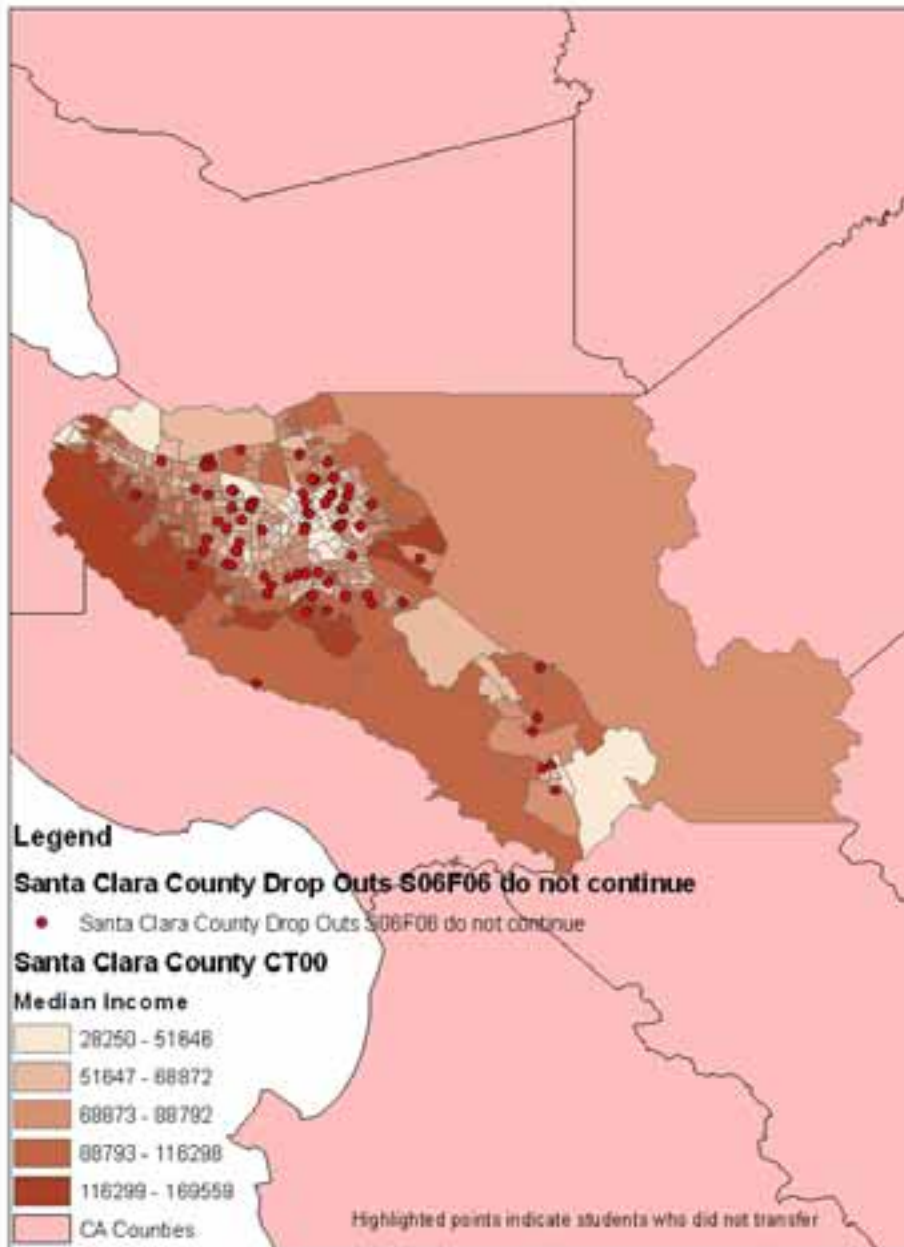 Legend
Santa Clara County Drop Outs S06F06 do not continue
Santa Clara County Drop Outs S06F06 do not continue
Santa Clara County CT00
Median Income
28250 - 51646
51647 - 68872
68873 - 88792
88793 - 116298
116299 - 169559
CA Counties
Highlighted points indicate students who did not transfer